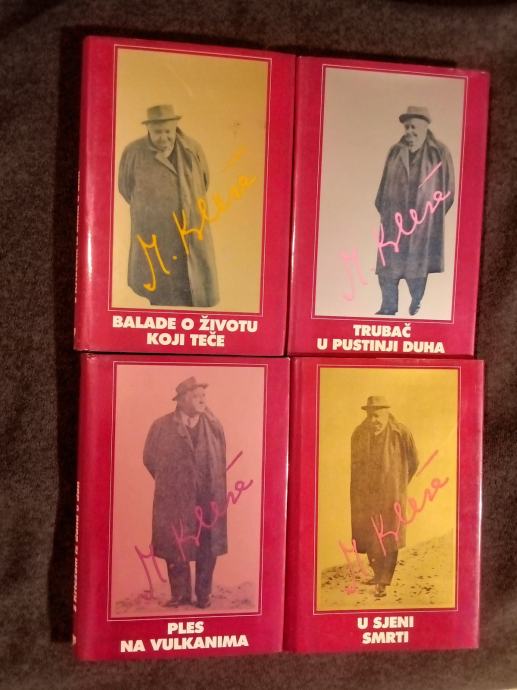 M. Krleža
BALADE O ŽIVOTU
KOJI TEČE
M. Krleža
TRUBAČ
U PUSTINJI DUHA
M. Krleža
PLES
NA VULKANIMA
M. Krleža
U SJENI
SMRTI